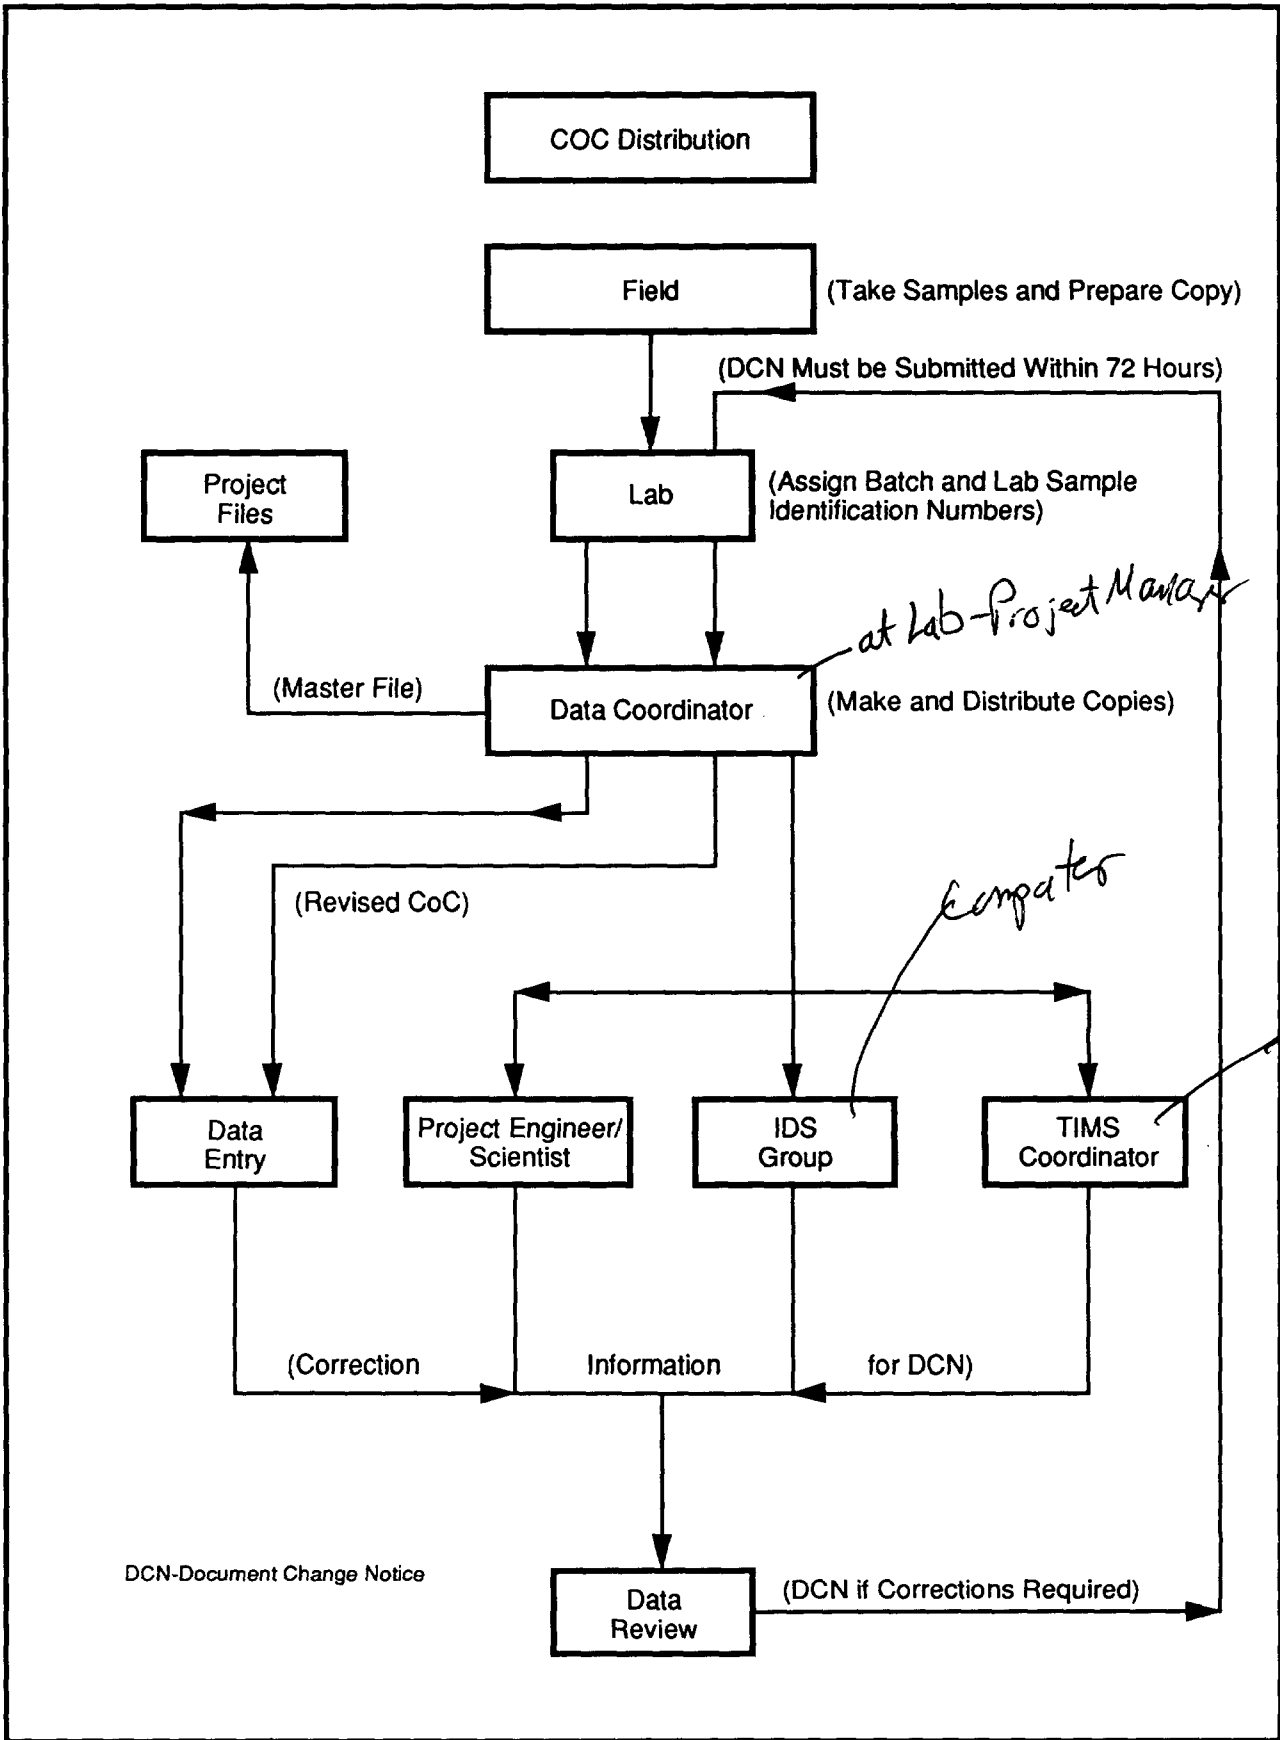 COC Distribution
Field
(Take Samples and Prepare Copy)
(DCN Must be Submitted Within 72 Hours)
Project
Files
Lab
(Assign Batch and Lab Sample
Identification Numbers)
at Lab-Project Manager
(Master File)
Data Coordinator
(Make and Distribute Copies)
(Revised CoC)
Computer
Data
Entry
Project Engineer/
Scientist
IDS
Group
TIMS
Coordinator
(Correction Information for DCN)
DCN-Document Change Notice
Data
Review
(DCN if Corrections Required)